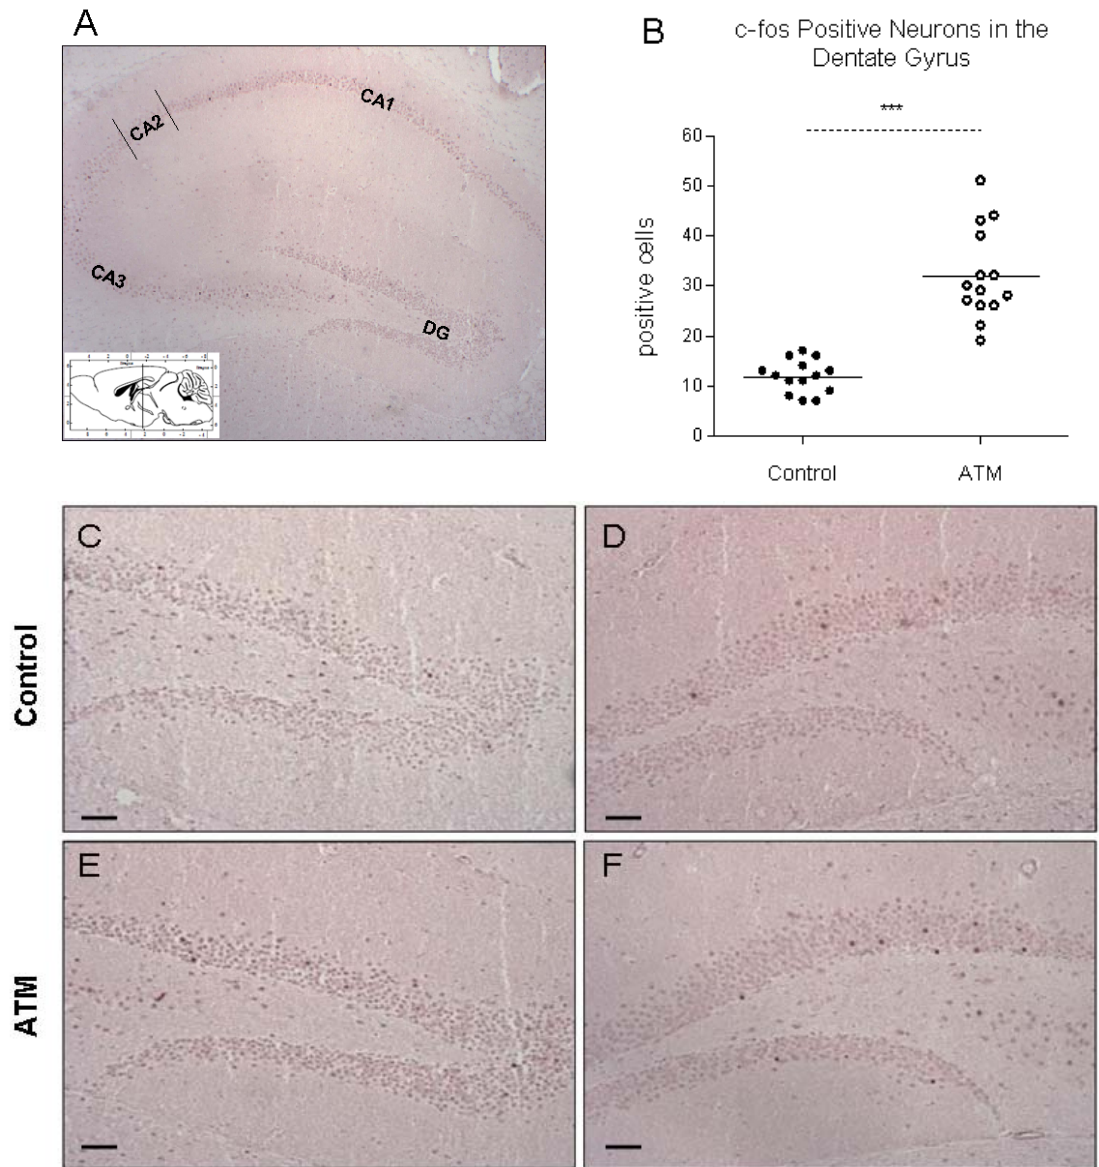 A
CA1
CA2
CA3
DG
B
c-fos Positive Neurons in the
Dentate Gyrus
***
positive cells
60
50
40
30
20
10
0
Control
ATM
Control
C
D
ATM
E
F